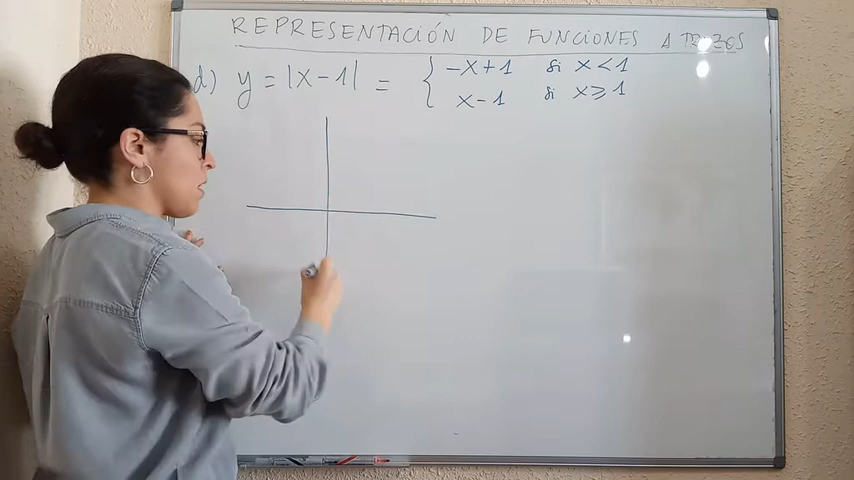 REPRESENTACIÓN DE FUNCIONES A TROZOS
d) y = |x-1| = { -x+1 si x<1
x-1 si x≥1